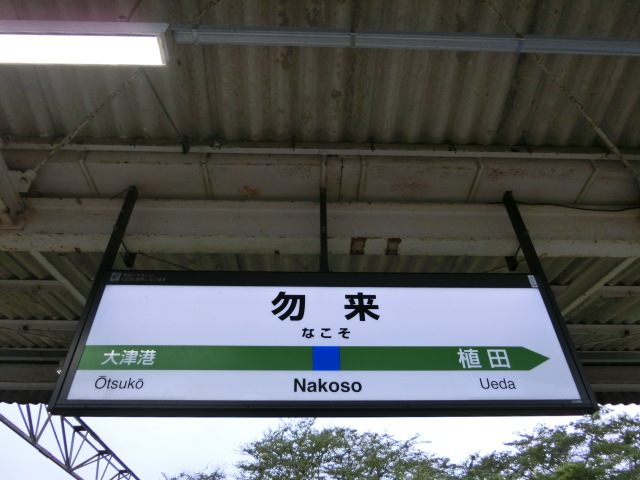 勿来
なこそ
大津港 植田
Ōtsukō Nakoso Ueda